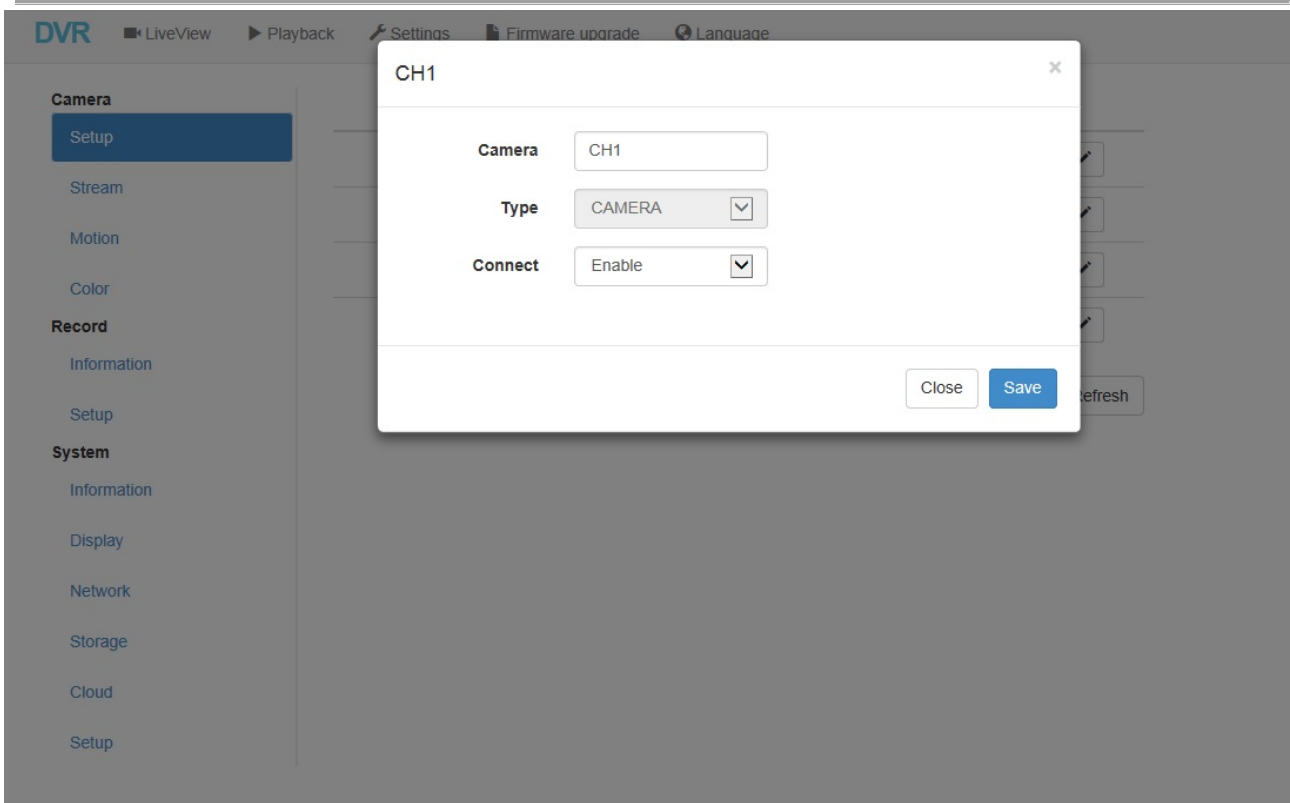 DVR LiveView Playback Settings Firmware upgrade Language
Camera
Setup
Stream
Motion
Color
Record
Information
Setup
System
Information
Display
Network
Storage
Cloud
Setup
CH1 ×
Camera CH1
Type CAMERA
Connect Enable
Close Save
efresh